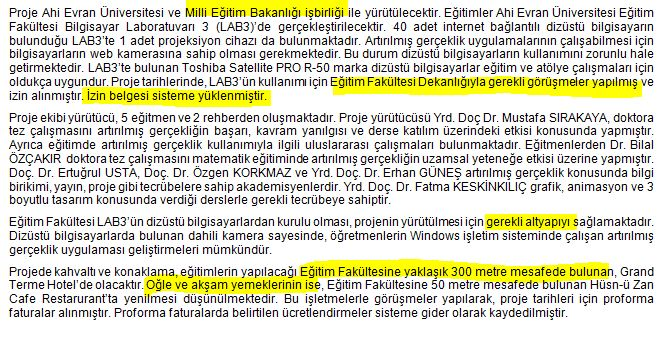 Proje Ahi Evran Üniversitesi ve Milli Eğitim Bakanlığı işbirliği ile yürütülecektir. Eğitimler Ahi Evran Üniversitesi Eğitim
Fakültesi Bilgisayar Laboratuvarı 3 (LAB3)'de gerçekleştirilecektir. 40 adet internet bağlantılı dizüstü bilgisayarın
bulunduğu LAB3'te 1 adet projeksiyon cihazı da bulunmaktadır. Artırılmış gerçeklik uygulamalarının çalışabilmesi için
bilgisayarların web kamerasına sahip olması gerekmektedir. Bu durum dizüstü bilgisayarların kullanımını zorunlu hale
getirmektedir. LAB3'te bulunan Toshiba Satellite PRO R-50 marka dizüstü bilgisayarlar eğitim ve atölye çalışmaları için
oldukça uygundur. Proje tarihlerinde, LAB3'ün kullanımı için Eğitim Fakültesi Dekanlığıyla gerekli görüşmeler yapılmış ve
izin alınmıştır. İzin belgesi sisteme yüklenmiştir.
Proje ekibi yürütücü, 5 eğitmen ve 2 rehberden oluşmaktadır. Proje yürütücüsü Yrd. Doç Dr. Mustafa SIRAKAYA, doktora
tez çalışmasını artırılmış gerçekliğin başarı, kavram yanılgısı ve derse katılım üzerindeki etkisi konusunda yapmıştır.
Ayrıca eğitimde artırılmış gerçeklik kullanımıyla ilgili uluslararası çalışmaları bulunmaktadır. Eğitmenlerden Dr. Bilal
ÖZÇAKIR doktora tez çalışmasını matematik eğitiminde artırılmış gerçekliğin uzamsal yeteneğe etkisi üzerine yapmıştır.
Doç. Dr. Ertuğrul USTA, Doç. Dr. Özgen KORKMAZ ve Yrd. Doç. Dr. Erhan GÜNEŞ artırılmış gerçeklik konusunda bilgi
birikimi, yayın, proje gibi tecrübelere sahip akademisyenlerdir. Yrd. Doç. Dr. Fatma KESKİNKILIÇ grafik, animasyon ve 3
boyutlu tasarım konusunda verdiği derslerle gerekli tecrübeye sahiptir.
Eğitim Fakültesi LAB3'ün dizüstü bilgisayarlardan kurulu olması, projenin yürütülmesi için gerekli altyapıyı sağlamaktadır.
Dizüstü bilgisayarlarda bulunan dahili kamera sayesinde, öğretmenlerin Windows işletim sisteminde çalışan artırılmış
gerçeklik uygulaması geliştirmeleri mümkündür.
Projede kahvaltı ve konaklama, eğitimlerin yapılacağı Eğitim Fakültesine yaklaşık 300 metre mesafede bulunan, Grand
Terme Hotel'de olacaktır. Öğle ve akşam yemeklerinin ise, Eğitim Fakültesine 50 metre mesafede bulunan Hüsn-ü Zan
Cafe Restarurant'ta yenilmesi düşünülmektedir. Bu işletmelerle görüşmeler yapılarak, proje tarihleri için proforma
faturalar alınmıştır. Proforma faturalarda belirtilen ücretlendirmeler sisteme gider olarak kaydedilmiştir.